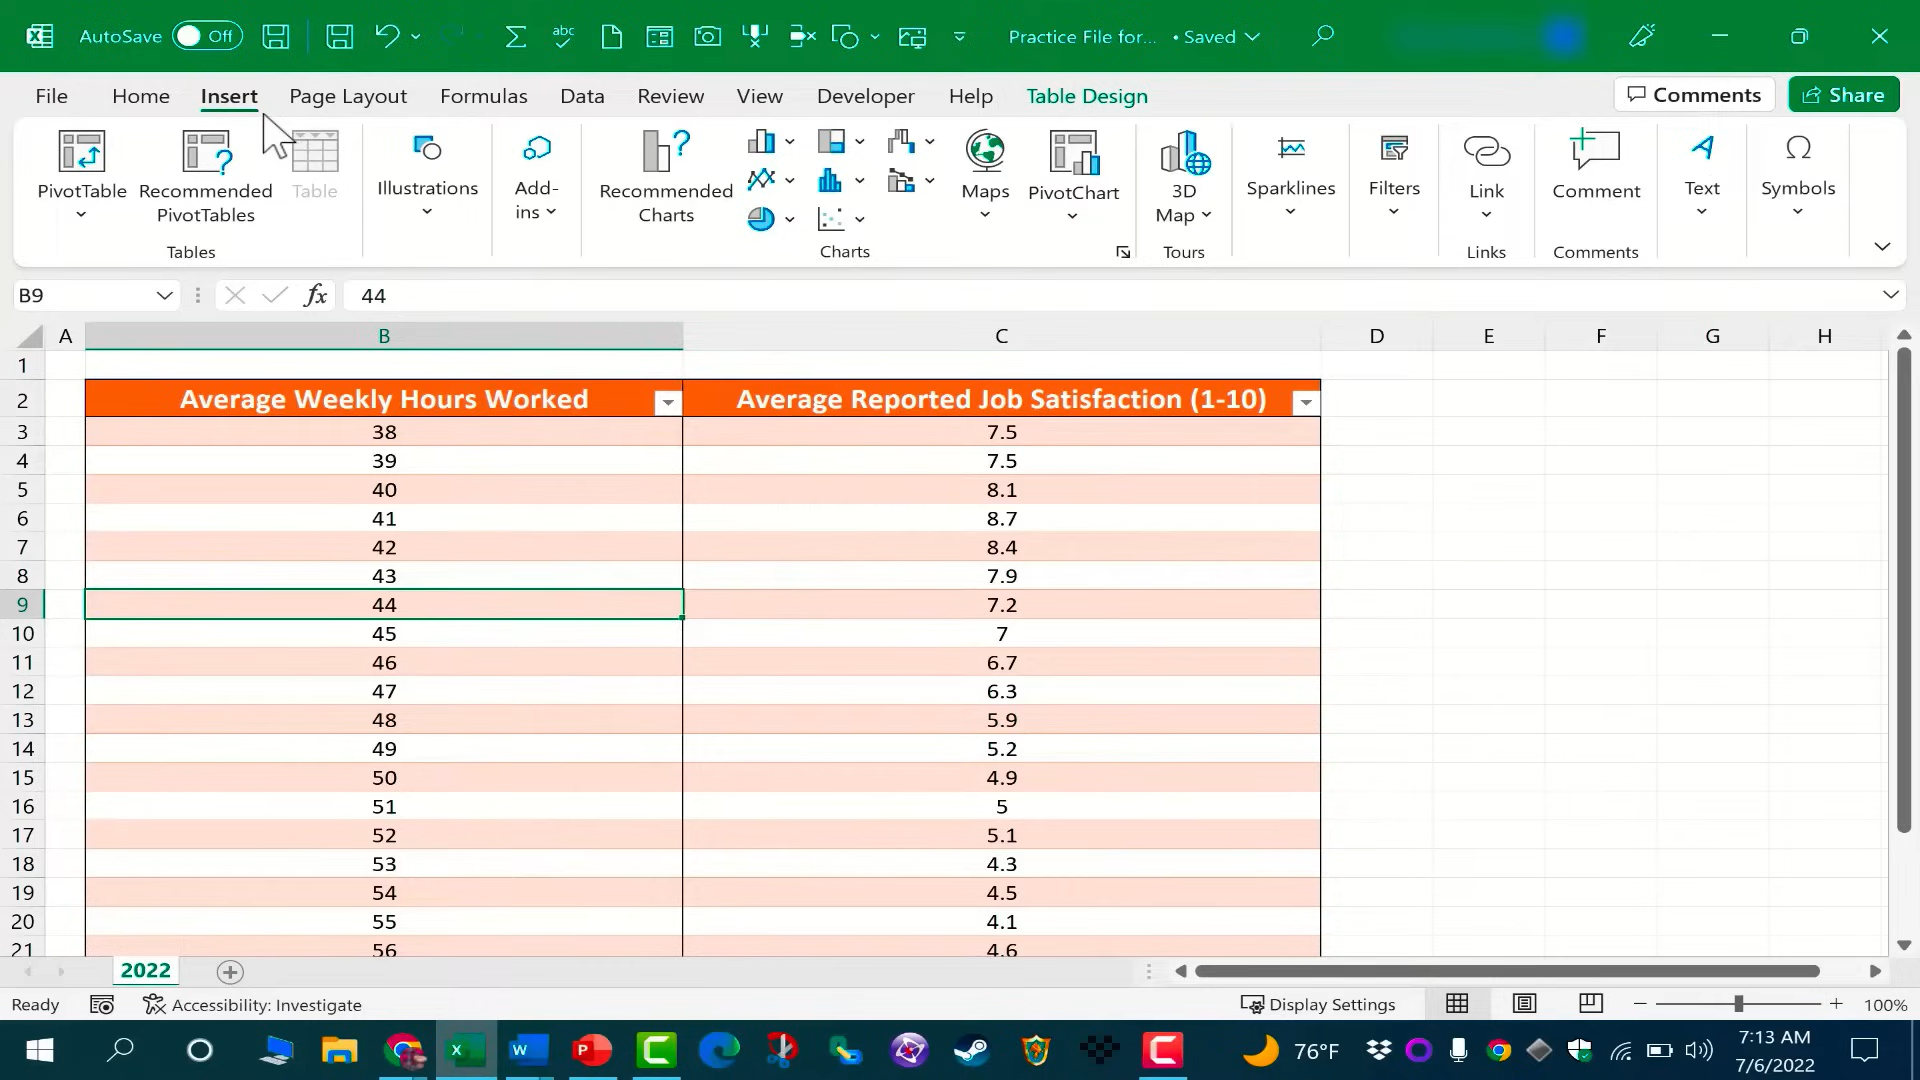 AutoSave Off Practice File for... • Saved
File Home Insert Page Layout Formulas Data Review View Developer Help Table Design Comments Share
PivotTable Recommended PivotTables Table Illustrations Add-ins Recommended Charts Maps PivotChart 3D Map Sparklines Filters Link Comment Text Symbols
Tables Charts Tours Links Comments
B9 fx 44
A B C D E F G H
1
2 Average Weekly Hours Worked Average Reported Job Satisfaction (1-10)
3 38 7.5
4 39 7.5
5 40 8.1
6 41 8.7
7 42 8.4
8 43 7.9
9 44 7.2
10 45 7
11 46 6.7
12 47 6.3
13 48 5.9
14 49 5.2
15 50 4.9
16 51 5
17 52 5.1
18 53 4.3
19 54 4.5
20 55 4.1
21 56 4.6
2022
Ready Accessibility: Investigate Display Settings 100%
76°F 7:13 AM
7/6/2022